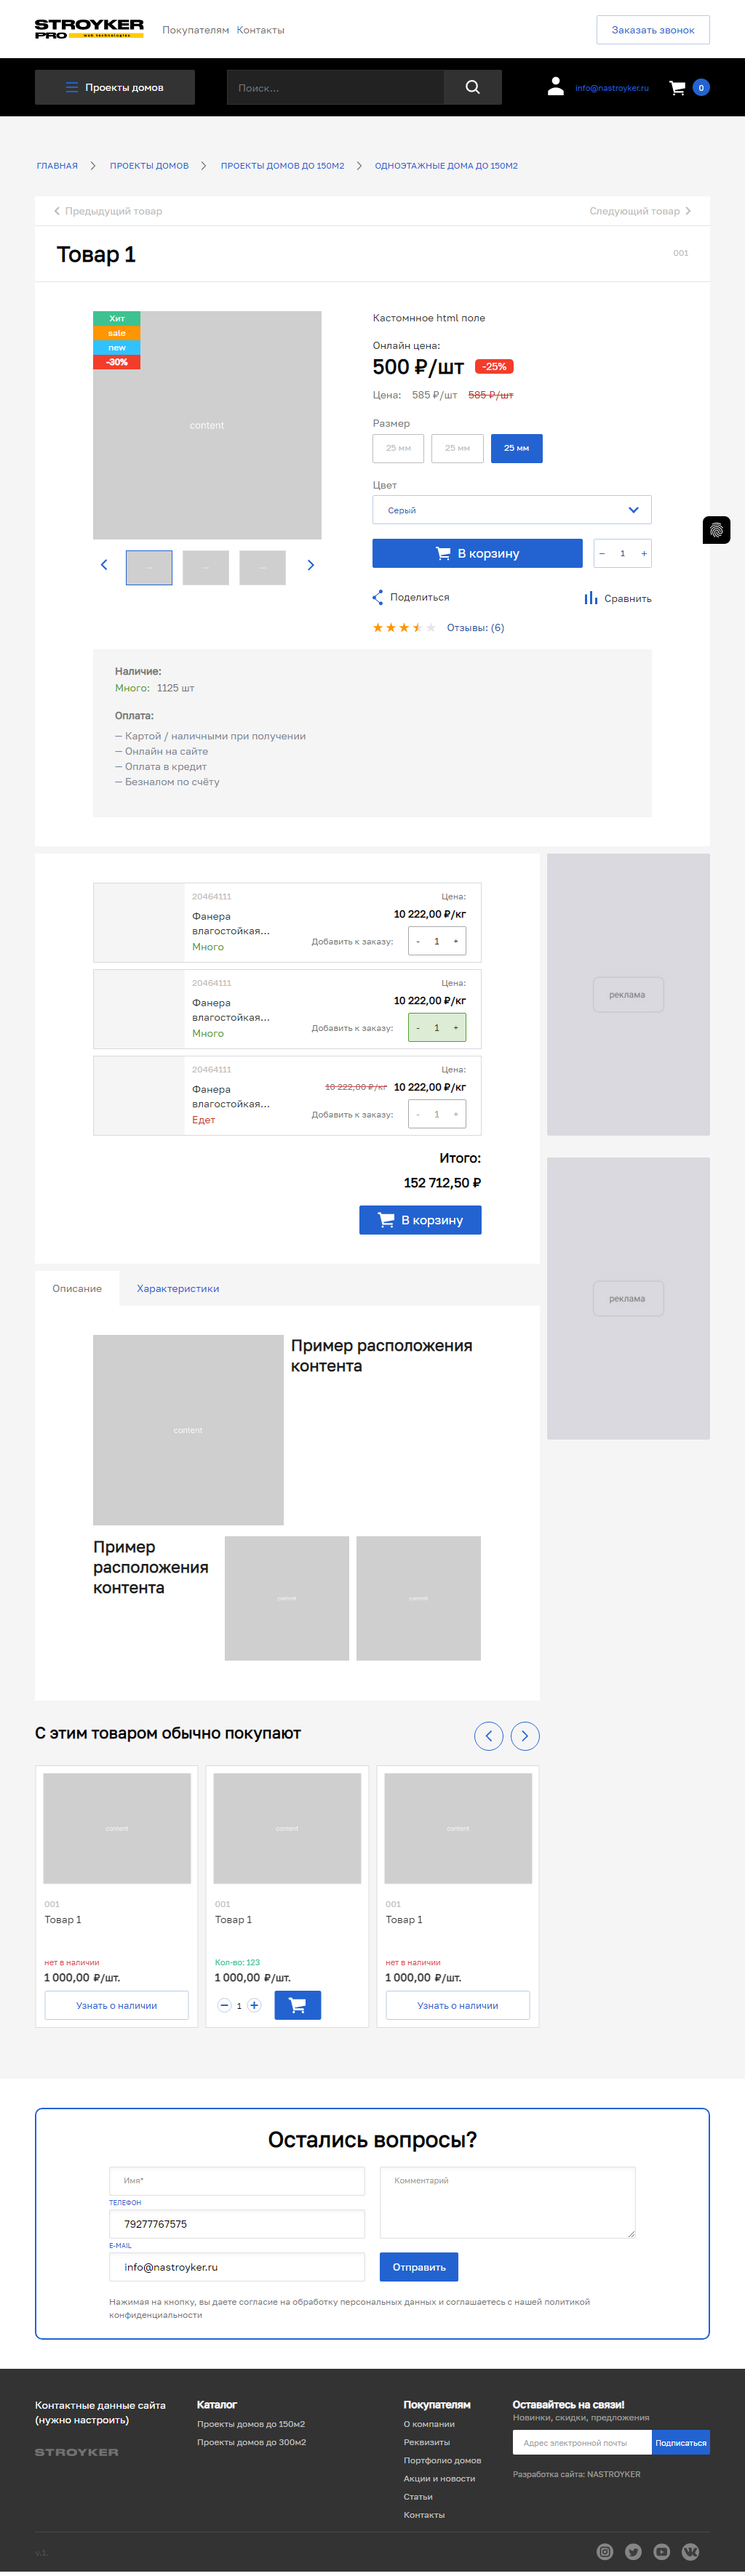 STROYKER
PRO web technologies
Покупателям Контакты
Заказать звонок
Проекты домов
Поиск...
info@nastroyker.ru
0
ГЛАВНАЯ
ПРОЕКТЫ ДОМОВ
ПРОЕКТЫ ДОМОВ ДО 150М2
ОДНОЭТАЖНЫЕ ДОМА ДО 150М2
Предыдущий товар
Следующий товар
Товар 1
001
Хит
sale
new
-30%
content
Кастомнное html поле
Онлайн цена:
500 ₽/шт -25%
Цена: 585 ₽/шт 585 ₽/шт
Размер
25 мм 25 мм 25 мм
Цвет
Серый
В корзину
− 1 +
Поделиться
Сравнить
Отзывы: (6)
Наличие:
Много: 1125 шт
Оплата:
— Картой / наличными при получении
— Онлайн на сайте
— Оплата в кредит
— Безналом по счёту
20464111
Цена:
Фанера
влагостойкая...
10 222,00 ₽/кг
Много
Добавить к заказу:
- 1 +
20464111
Цена:
Фанера
влагостойкая...
10 222,00 ₽/кг
Много
Добавить к заказу:
- 1 +
20464111
Цена:
Фанера
влагостойкая...
10 222,00 ₽/кг 10 222,00 ₽/кг
Едет
Добавить к заказу:
- 1 +
Итого:
152 712,50 ₽
В корзину
реклама
реклама
Описание
Характеристики
content
Пример расположения
контента
Пример
расположения
контента
content
content
С этим товаром обычно покупают
content
001
Товар 1
нет в наличии
1 000,00 ₽/шт.
Узнать о наличии
content
001
Товар 1
Кол-во: 123
1 000,00 ₽/шт.
− 1 +
content
001
Товар 1
нет в наличии
1 000,00 ₽/шт.
Узнать о наличии
Остались вопросы?
Имя*
ТЕЛЕФОН
79277767575
E-MAIL
info@nastroyker.ru
Комментарий
Отправить
Нажимая на кнопку, вы даете согласие на обработку персональных данных и соглашаетесь с нашей политикой
конфиденциальности
Контактные данные сайта
(нужно настроить)
STROYKER
Каталог
Проекты домов до 150м2
Проекты домов до 300м2
Покупателям
О компании
Реквизиты
Портфолио домов
Акции и новости
Статьи
Контакты
Оставайтесь на связи!
Новинки, скидки, предложения
Адрес электронной почты
Подписаться
Разработка сайта: NASTROYKER
v.1.